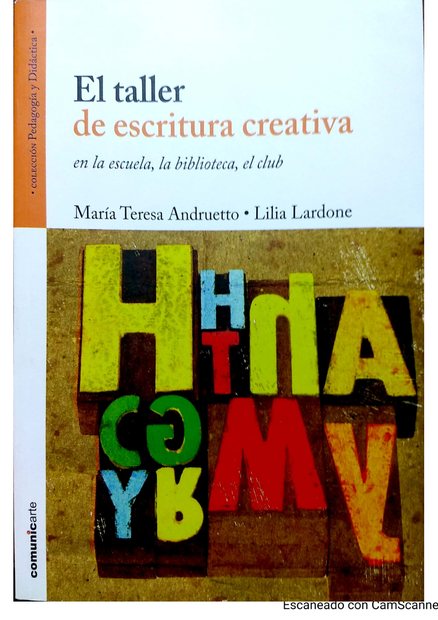 • COLECCIÓN Pedagogía y Didáctica •
El taller
de escritura creativa
en la escuela, la biblioteca, el club
María Teresa Andruetto • Lilia Lardone
H
H
T
U
A
C
G
M
A
Y
R
comunicarte
Escaneado con CamScanne